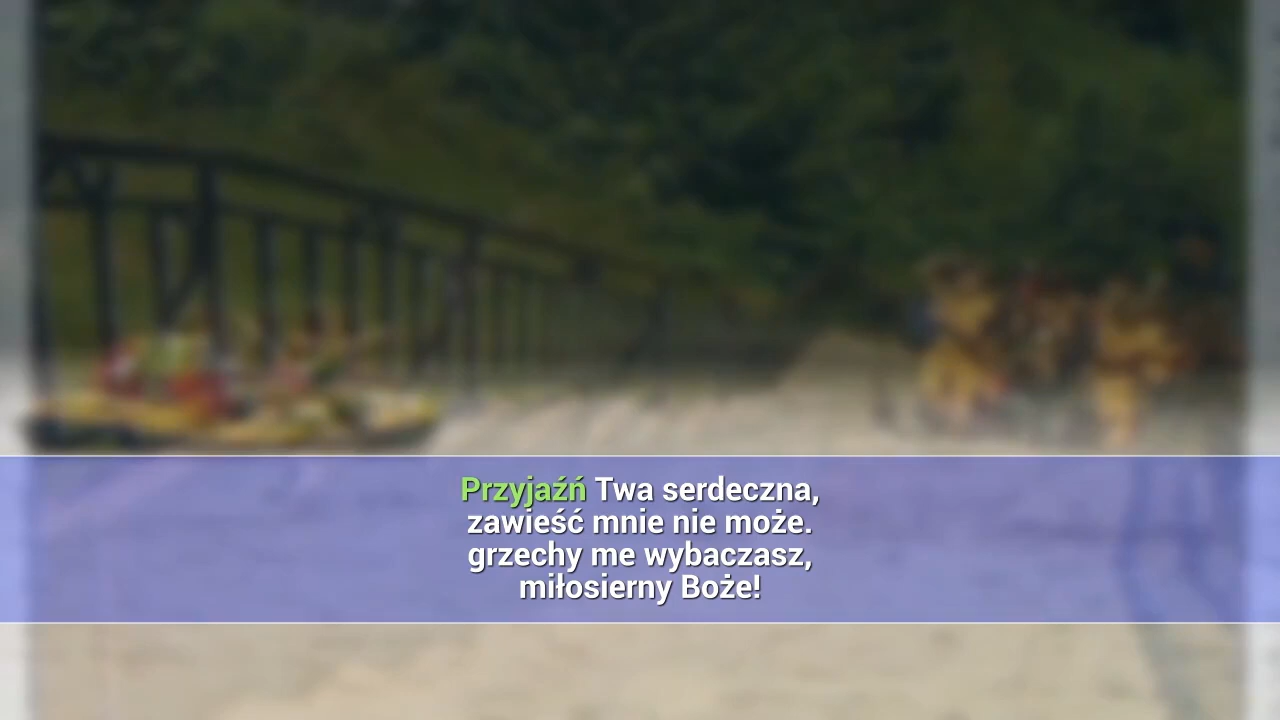 Przyjaźń Twa serdeczna,
zawieść mnie nie może.
grzechy me wybaczasz,
miłosierny Boże!